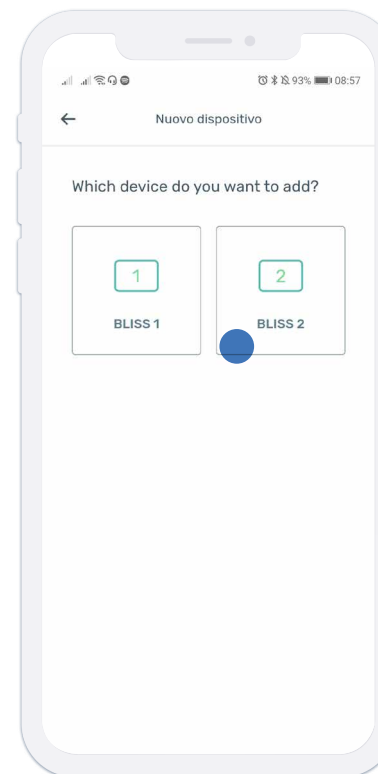 93% 08:57
Nuovo dispositivo
Which device do you want to add?
1 2
BLISS 1 BLISS 2